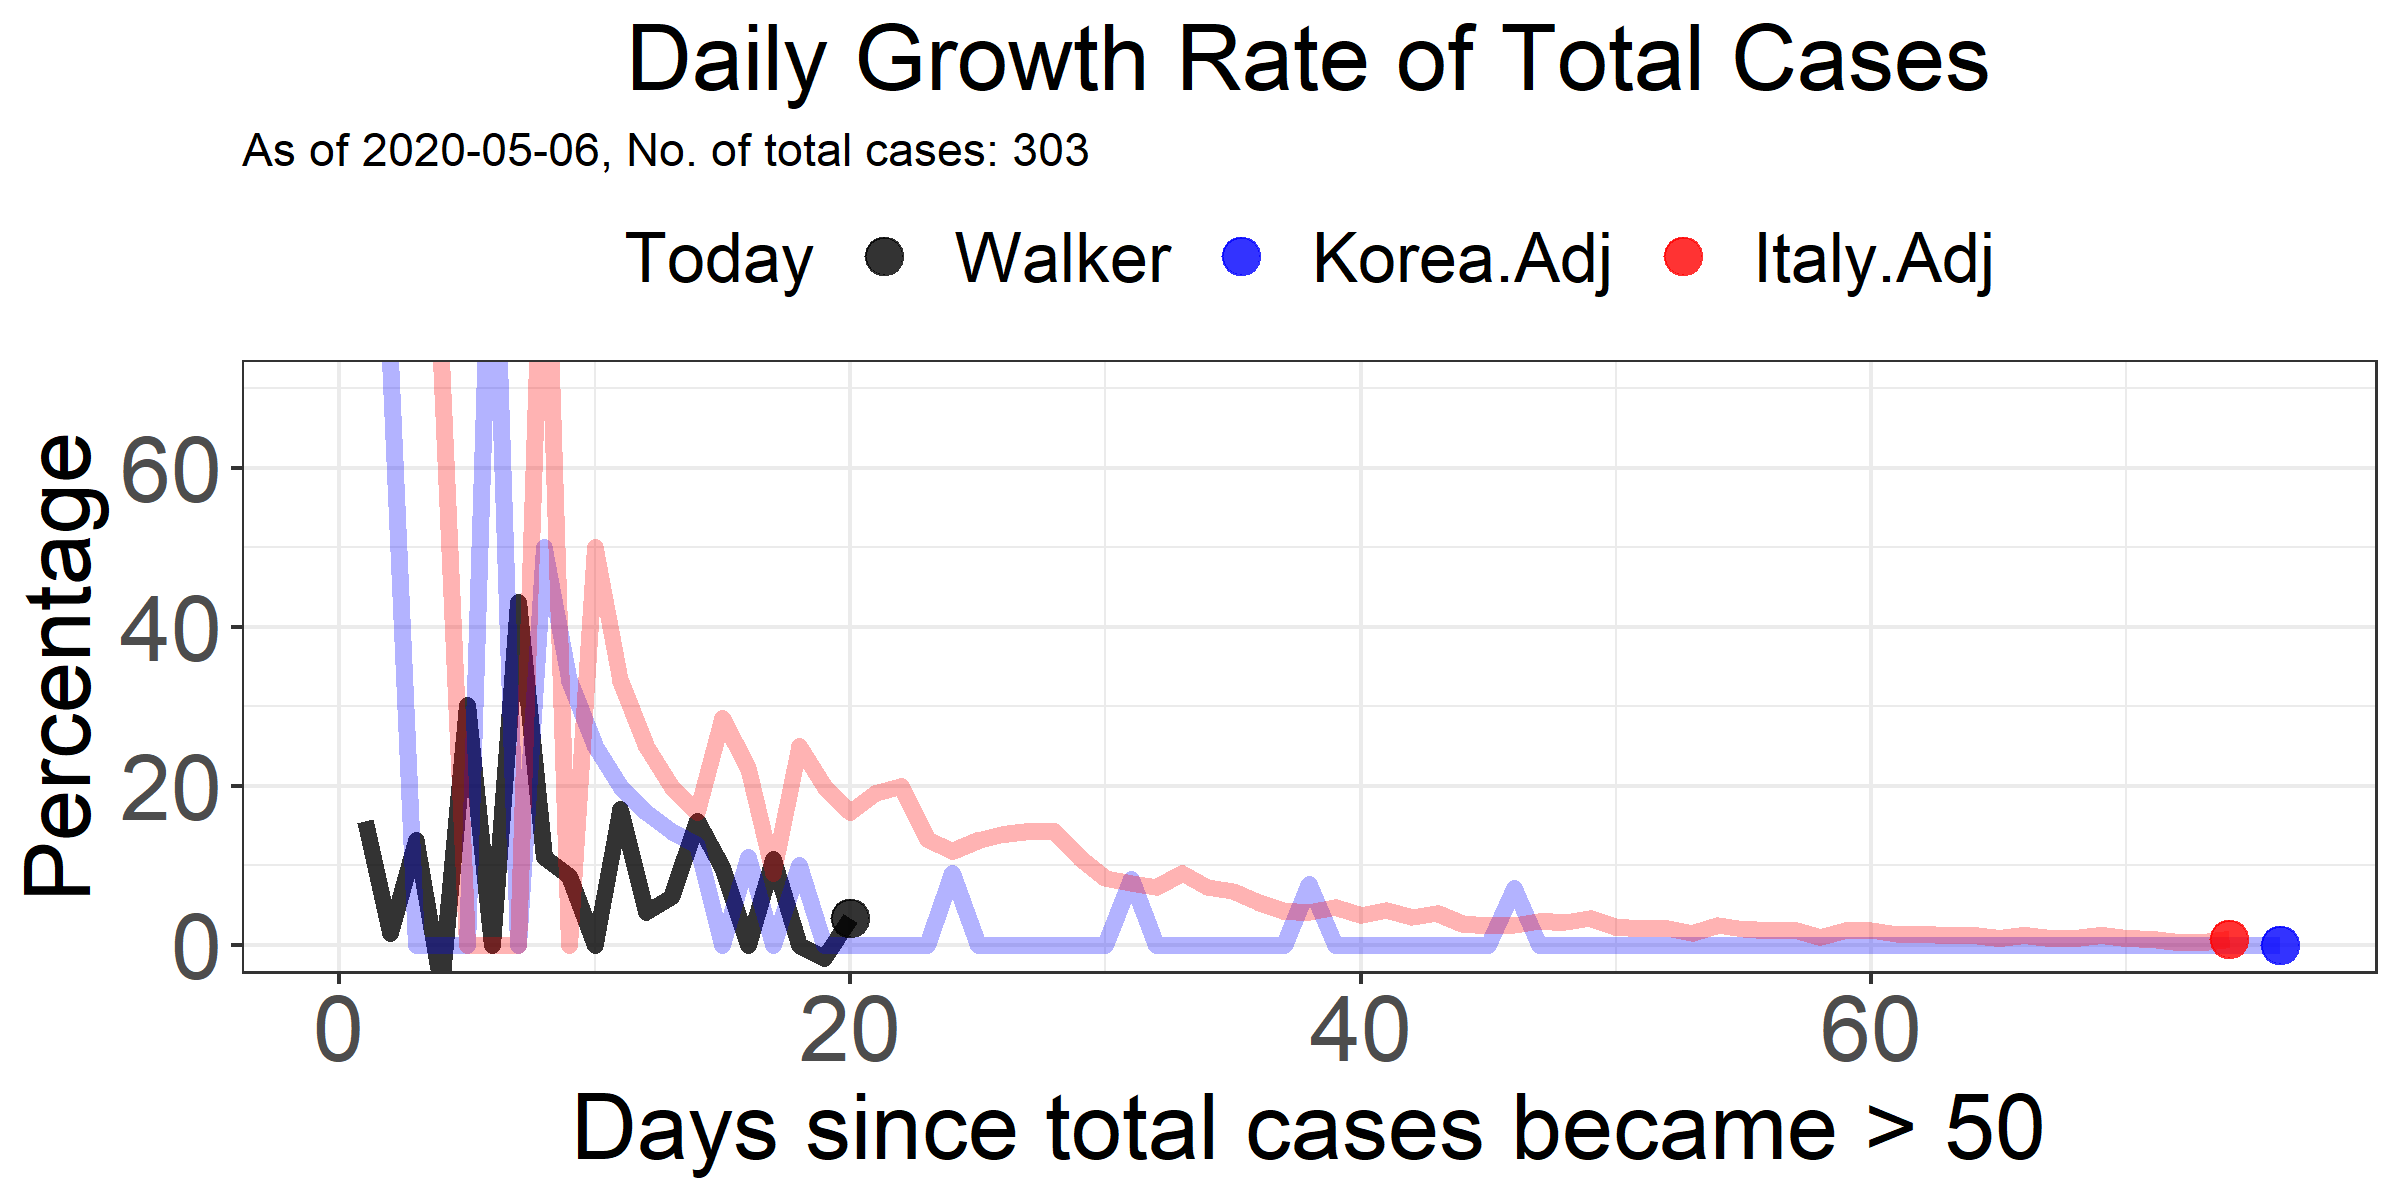 Daily Growth Rate of Total Cases
As of 2020-05-06, No. of total cases: 303
Today Walker Korea.Adj Italy.Adj
Percentage
60
40
20
0
0 20 40 60
Days since total cases became > 50